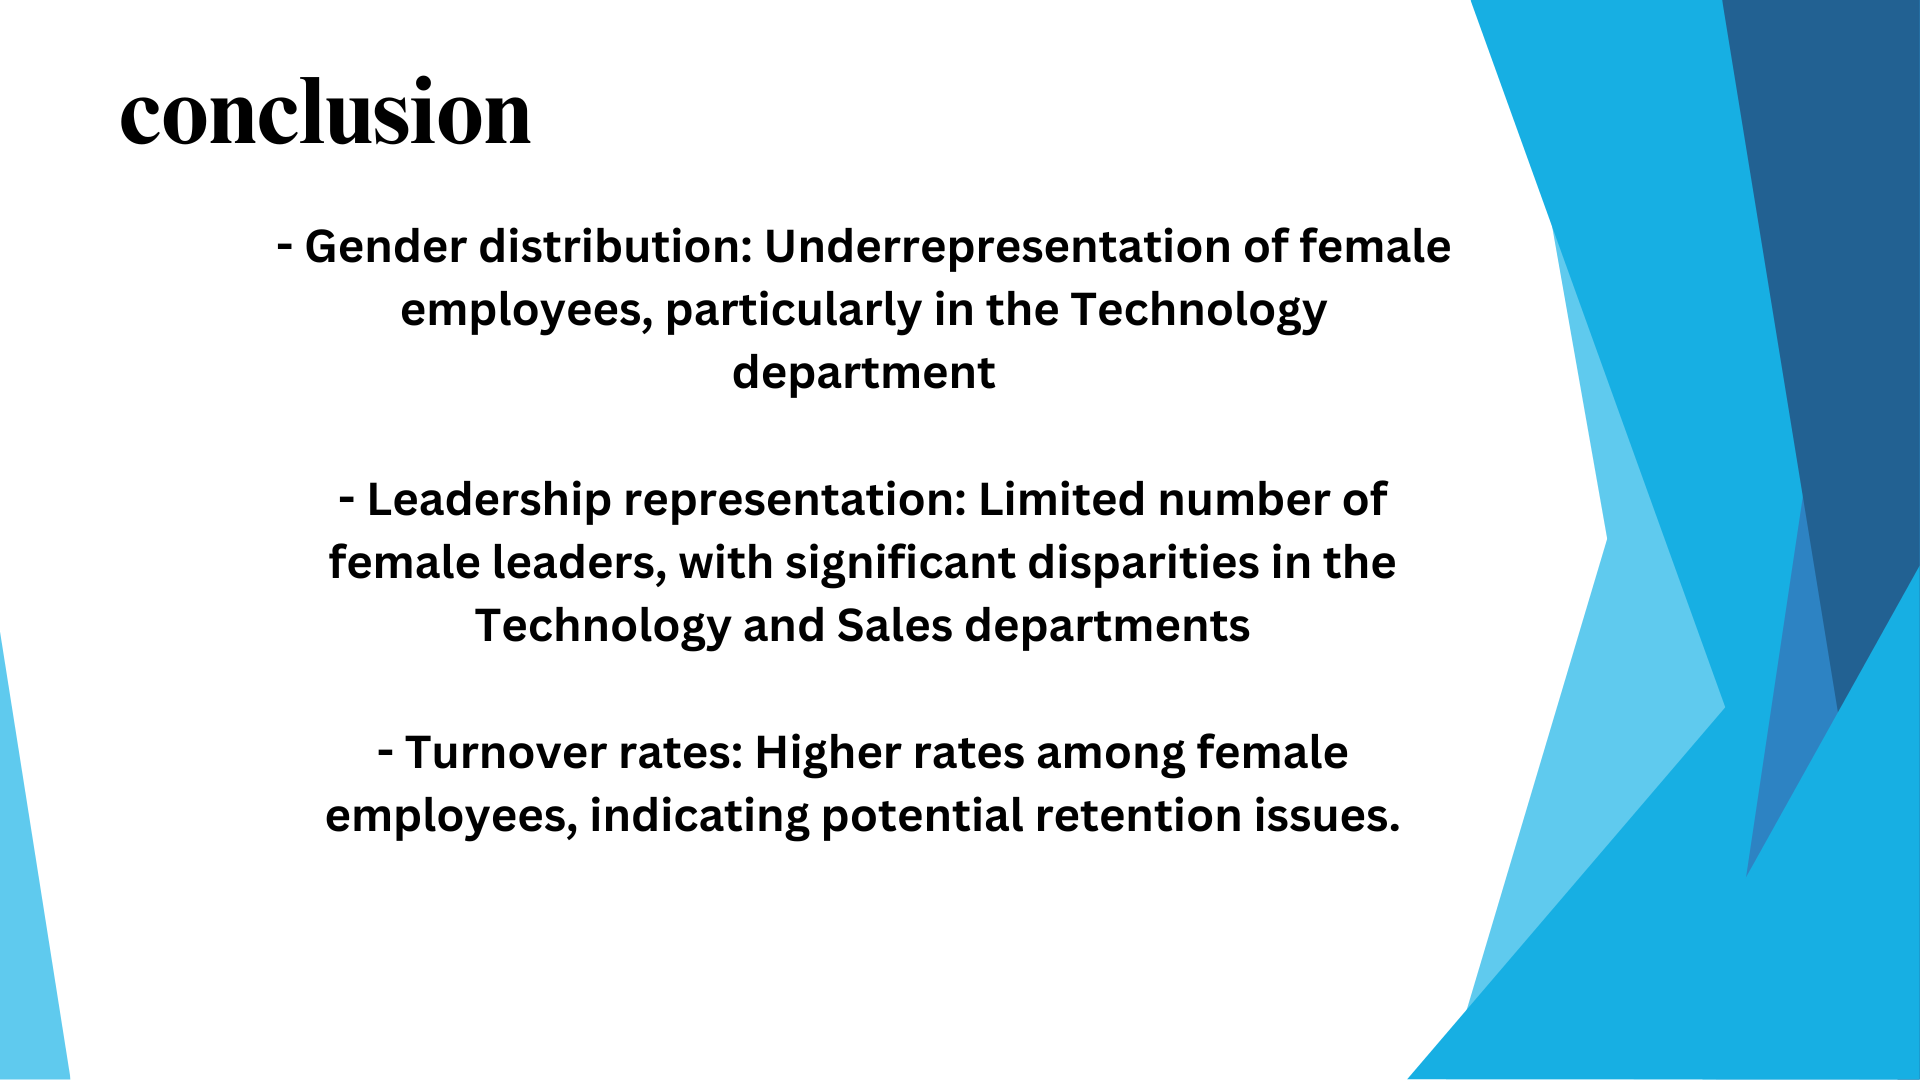 conclusion
- Gender distribution: Underrepresentation of female
employees, particularly in the Technology
department
- Leadership representation: Limited number of
female leaders, with significant disparities in the
Technology and Sales departments
- Turnover rates: Higher rates among female
employees, indicating potential retention issues.